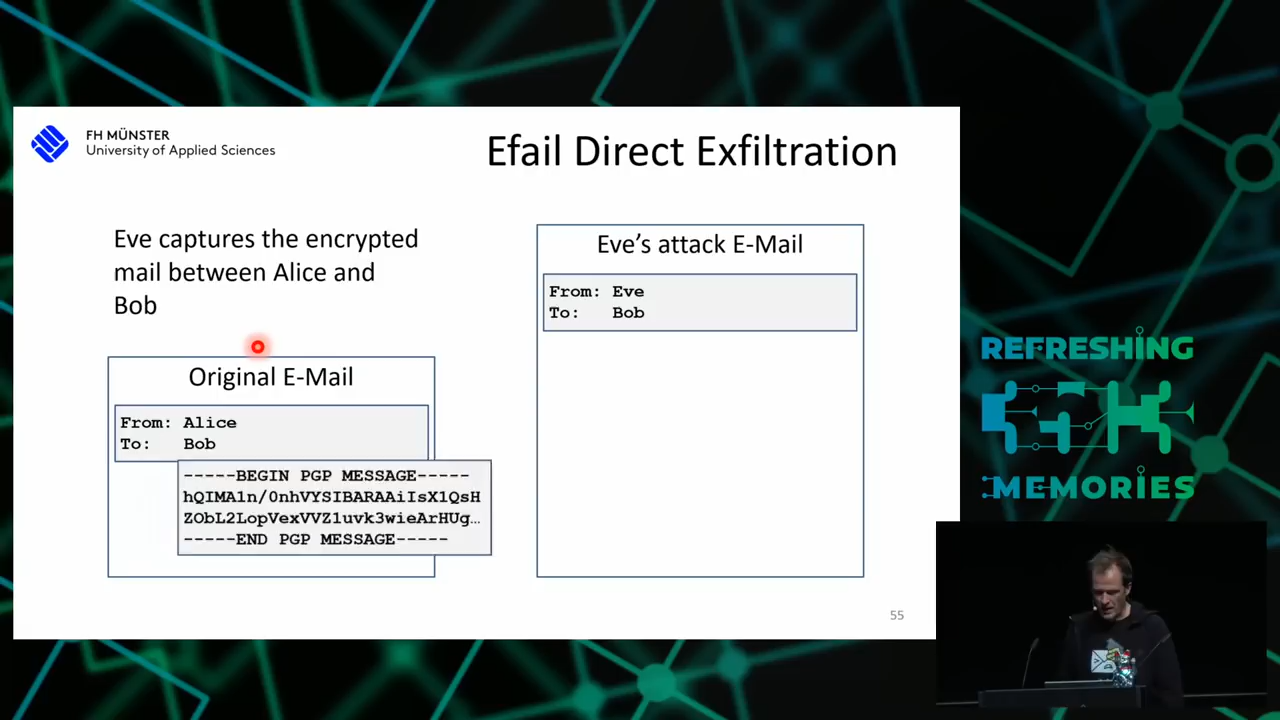 FH MÜNSTER
University of Applied Sciences
Efail Direct Exfiltration
Eve captures the encrypted
mail between Alice and
Bob
Original E-Mail
From: Alice
To: Bob
-----BEGIN PGP MESSAGE-----
hQIMA1n/0nhVYSIBARAAiIsX1QsH
ZObL2LopVexVVZ1uvk3wieArHUg…
-----END PGP MESSAGE-----
Eve’s attack E-Mail
From: Eve
To: Bob
55
REFRESHING
MEMORIES